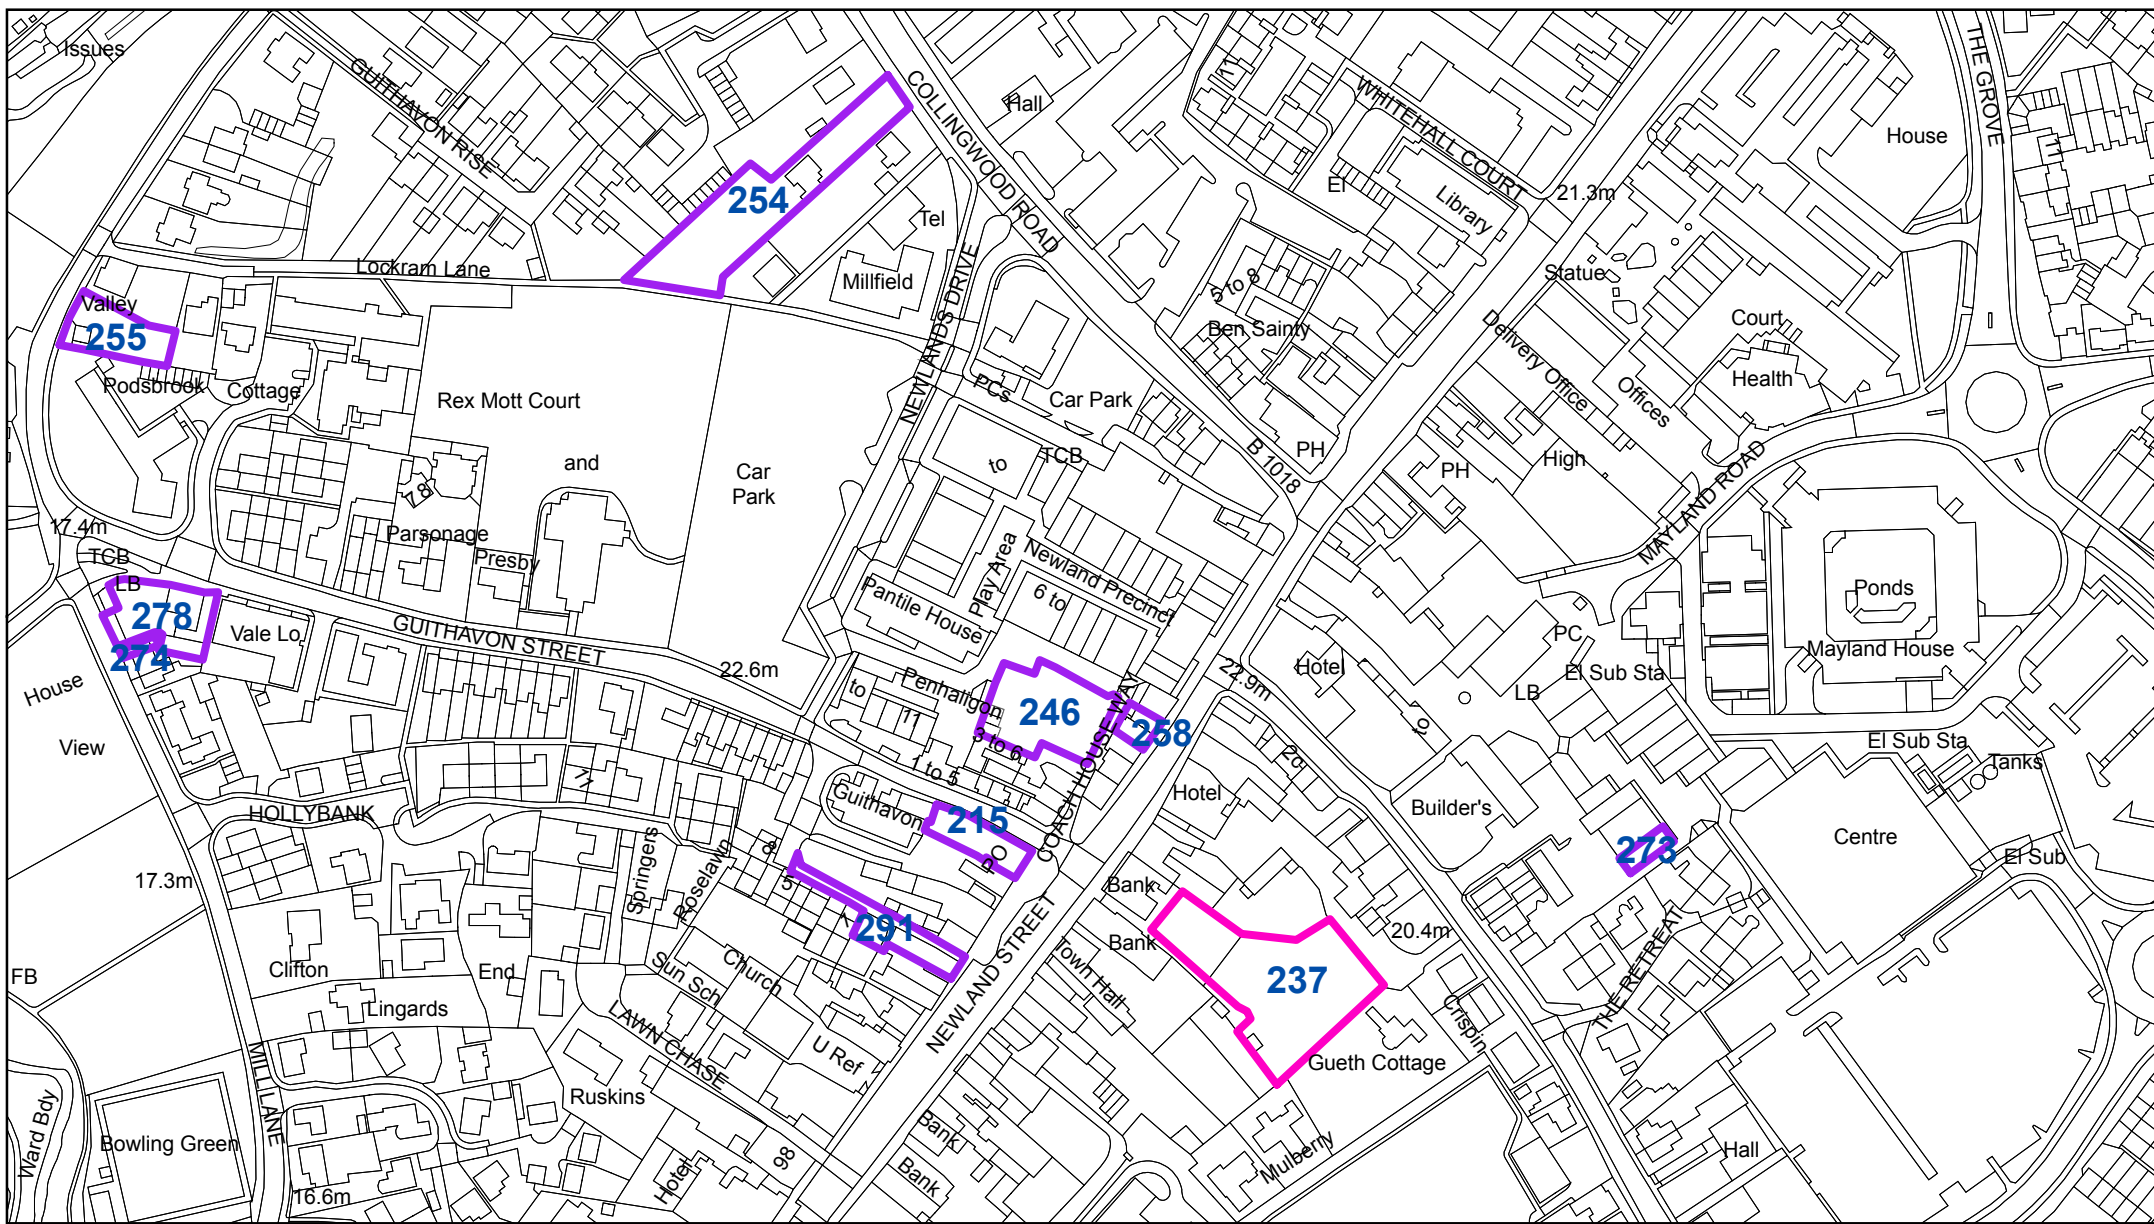 Issues
GUITHAVON RISE
COLLINGWOOD ROAD
Hall
11
WHITEHALL COURT
THE GROVE
House
11
El
Library
21.3m
254
Tel
Lockram Lane
Millfield
NEWLANDS DRIVE
5 to 8
Ben Sainty
Statue
Delivery Office
Offices
Court
Health
Valley
255
Podsbrook
Cottage
Rex Mott Court
PCs
Car Park
B 1018
PH
PH
High
and
Car
Park
to
TCB
78
MAYLAND ROAD
17.4m
TCB
LB
Parsonage
Presby
Play Area
Newland Precinct
6 to
Pantile House
Ponds
Mayland House
278
274
Vale Lo
GUITHAVON STREET
22.6m
PC
El Sub Sta
LB
22.9m
Hotel
to
House
View
to
11
Penhaligon
3 to 6
1 to 5
246
258
COACH HOUSE WAY
El Sub Sta
Tanks
71
HOLLYBANK
Guithavon
215
Hotel
Builder's
273
Centre
El Sub
17.3m
Springers
Roselawn
8
5
1
291
Bank
Bank
Town Hall
237
20.4m
THE RETREAT
FB
Clifton
End
Lingards
Sun Sch
Church
U Ref
NEWLAND STREET
Crispin
LAWN CHASE
Gueth Cottage
MILL LANE
Ruskins
Ward Bdy
Bowling Green
16.6m
Hotel
98
Bank
Bank
Mulberry
Hall